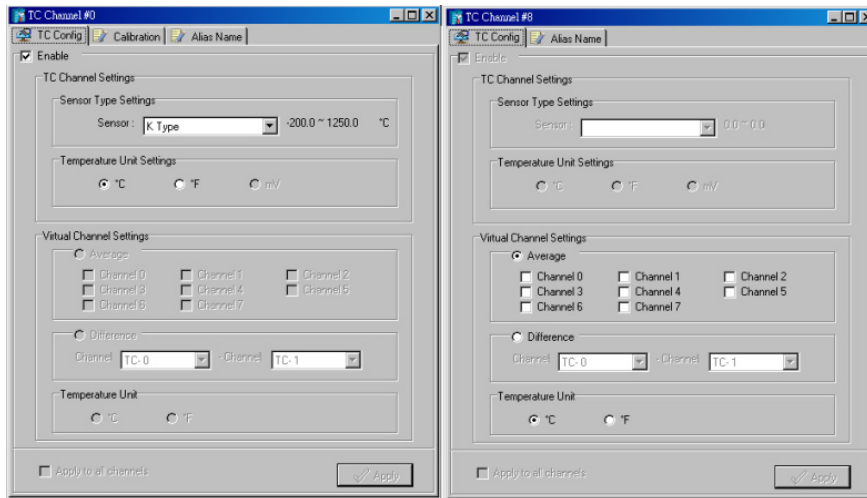 TC Channel #0
TC Config Calibration Alias Name
Enable
TC Channel Settings
Sensor Type Settings
Sensor : K Type -200.0 ~ 1250.0 °C
Temperature Unit Settings
°C °F mV
Virtual Channel Settings
Average
Channel 0 Channel 1 Channel 2
Channel 3 Channel 4 Channel 5
Channel 6 Channel 7
Difference
Channel TC- 0 - Channel TC- 1
Temperature Unit
°C °F
Apply to all channels Apply
TC Channel #8
TC Config Alias Name
Enable
TC Channel Settings
Sensor Type Settings
Sensor : 0.0 ~ 0.0
Temperature Unit Settings
°C °F mV
Virtual Channel Settings
Average
Channel 0 Channel 1 Channel 2
Channel 3 Channel 4 Channel 5
Channel 6 Channel 7
Difference
Channel TC- 0 - Channel TC- 1
Temperature Unit
°C °F
Apply to all channels Apply